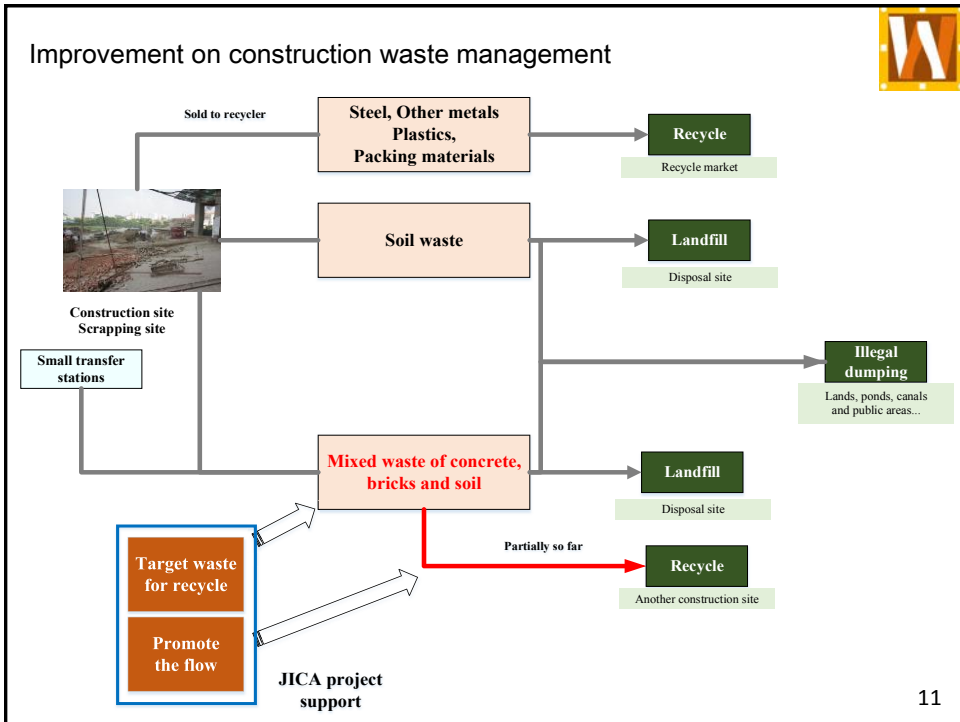 Improvement on construction waste management
Sold to recycler
Steel, Other metals
Plastics,
Packing materials
Recycle
Recycle market
Soil waste
Landfill
Disposal site
Construction site
Scrapping site
Small transfer
stations
Illegal
dumping
Lands, ponds, canals
and public areas...
Mixed waste of concrete,
bricks and soil
Landfill
Disposal site
Partially so far
Recycle
Another construction site
Target waste
for recycle
Promote
the flow
JICA project
support
11